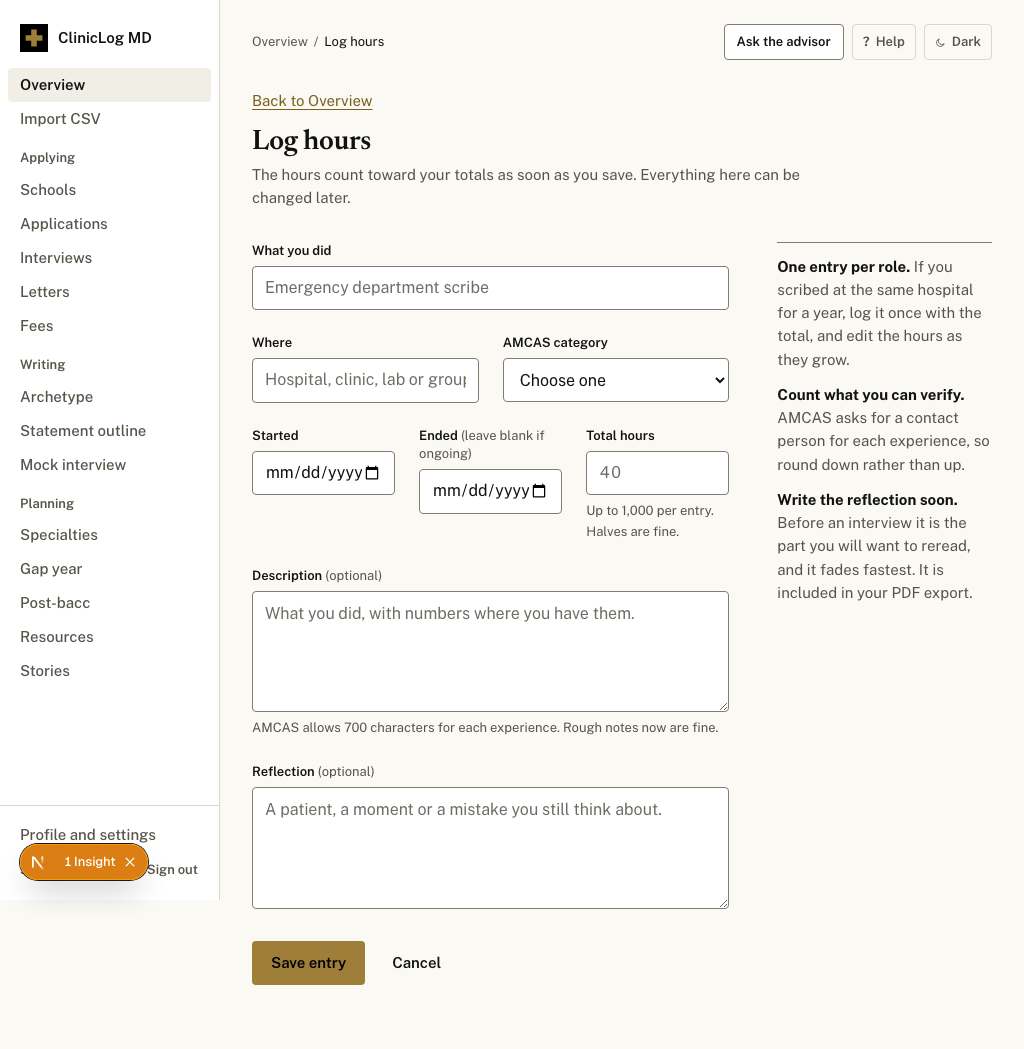 ClinicLog MD
Overview
Import CSV
Applying
Schools
Applications
Interviews
Letters
Fees
Writing
Archetype
Statement outline
Mock interview
Planning
Specialties
Gap year
Post-bacc
Resources
Stories
Profile and settings
1 Insight
Sign out
Overview / Log hours
Ask the advisor
? Help
Dark
Back to Overview
Log hours
The hours count toward your totals as soon as you save. Everything here can be
changed later.
What you did
Emergency department scribe
Where
Hospital, clinic, lab or group
AMCAS category
Choose one
Started
mm/dd/yyyy
Ended (leave blank if
ongoing)
mm/dd/yyyy
Total hours
40
Up to 1,000 per entry.
Halves are fine.
Description (optional)
What you did, with numbers where you have them.
AMCAS allows 700 characters for each experience. Rough notes now are fine.
Reflection (optional)
A patient, a moment or a mistake you still think about.
Save entry
Cancel
One entry per role. If you
scribed at the same hospital
for a year, log it once with the
total, and edit the hours as
they grow.
Count what you can verify.
AMCAS asks for a contact
person for each experience, so
round down rather than up.
Write the reflection soon.
Before an interview it is the
part you will want to reread,
and it fades fastest. It is
included in your PDF export.